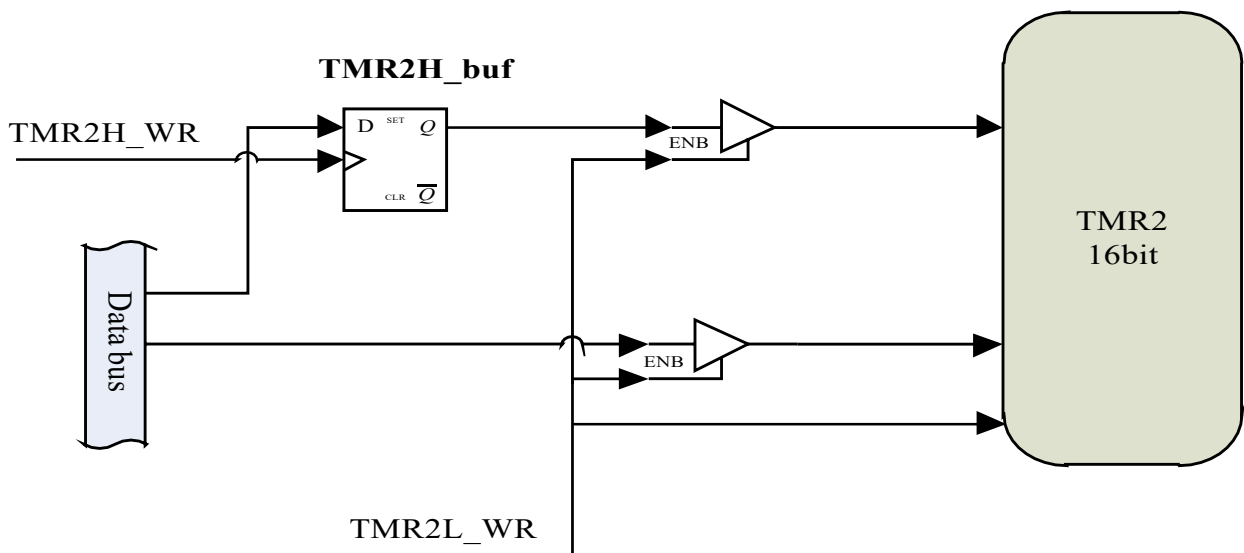 TMR2H_buf
TMR2H_WR
D SET Q
CLR Q̅
ENB
TMR2
16bit
Data bus
ENB
TMR2L_WR